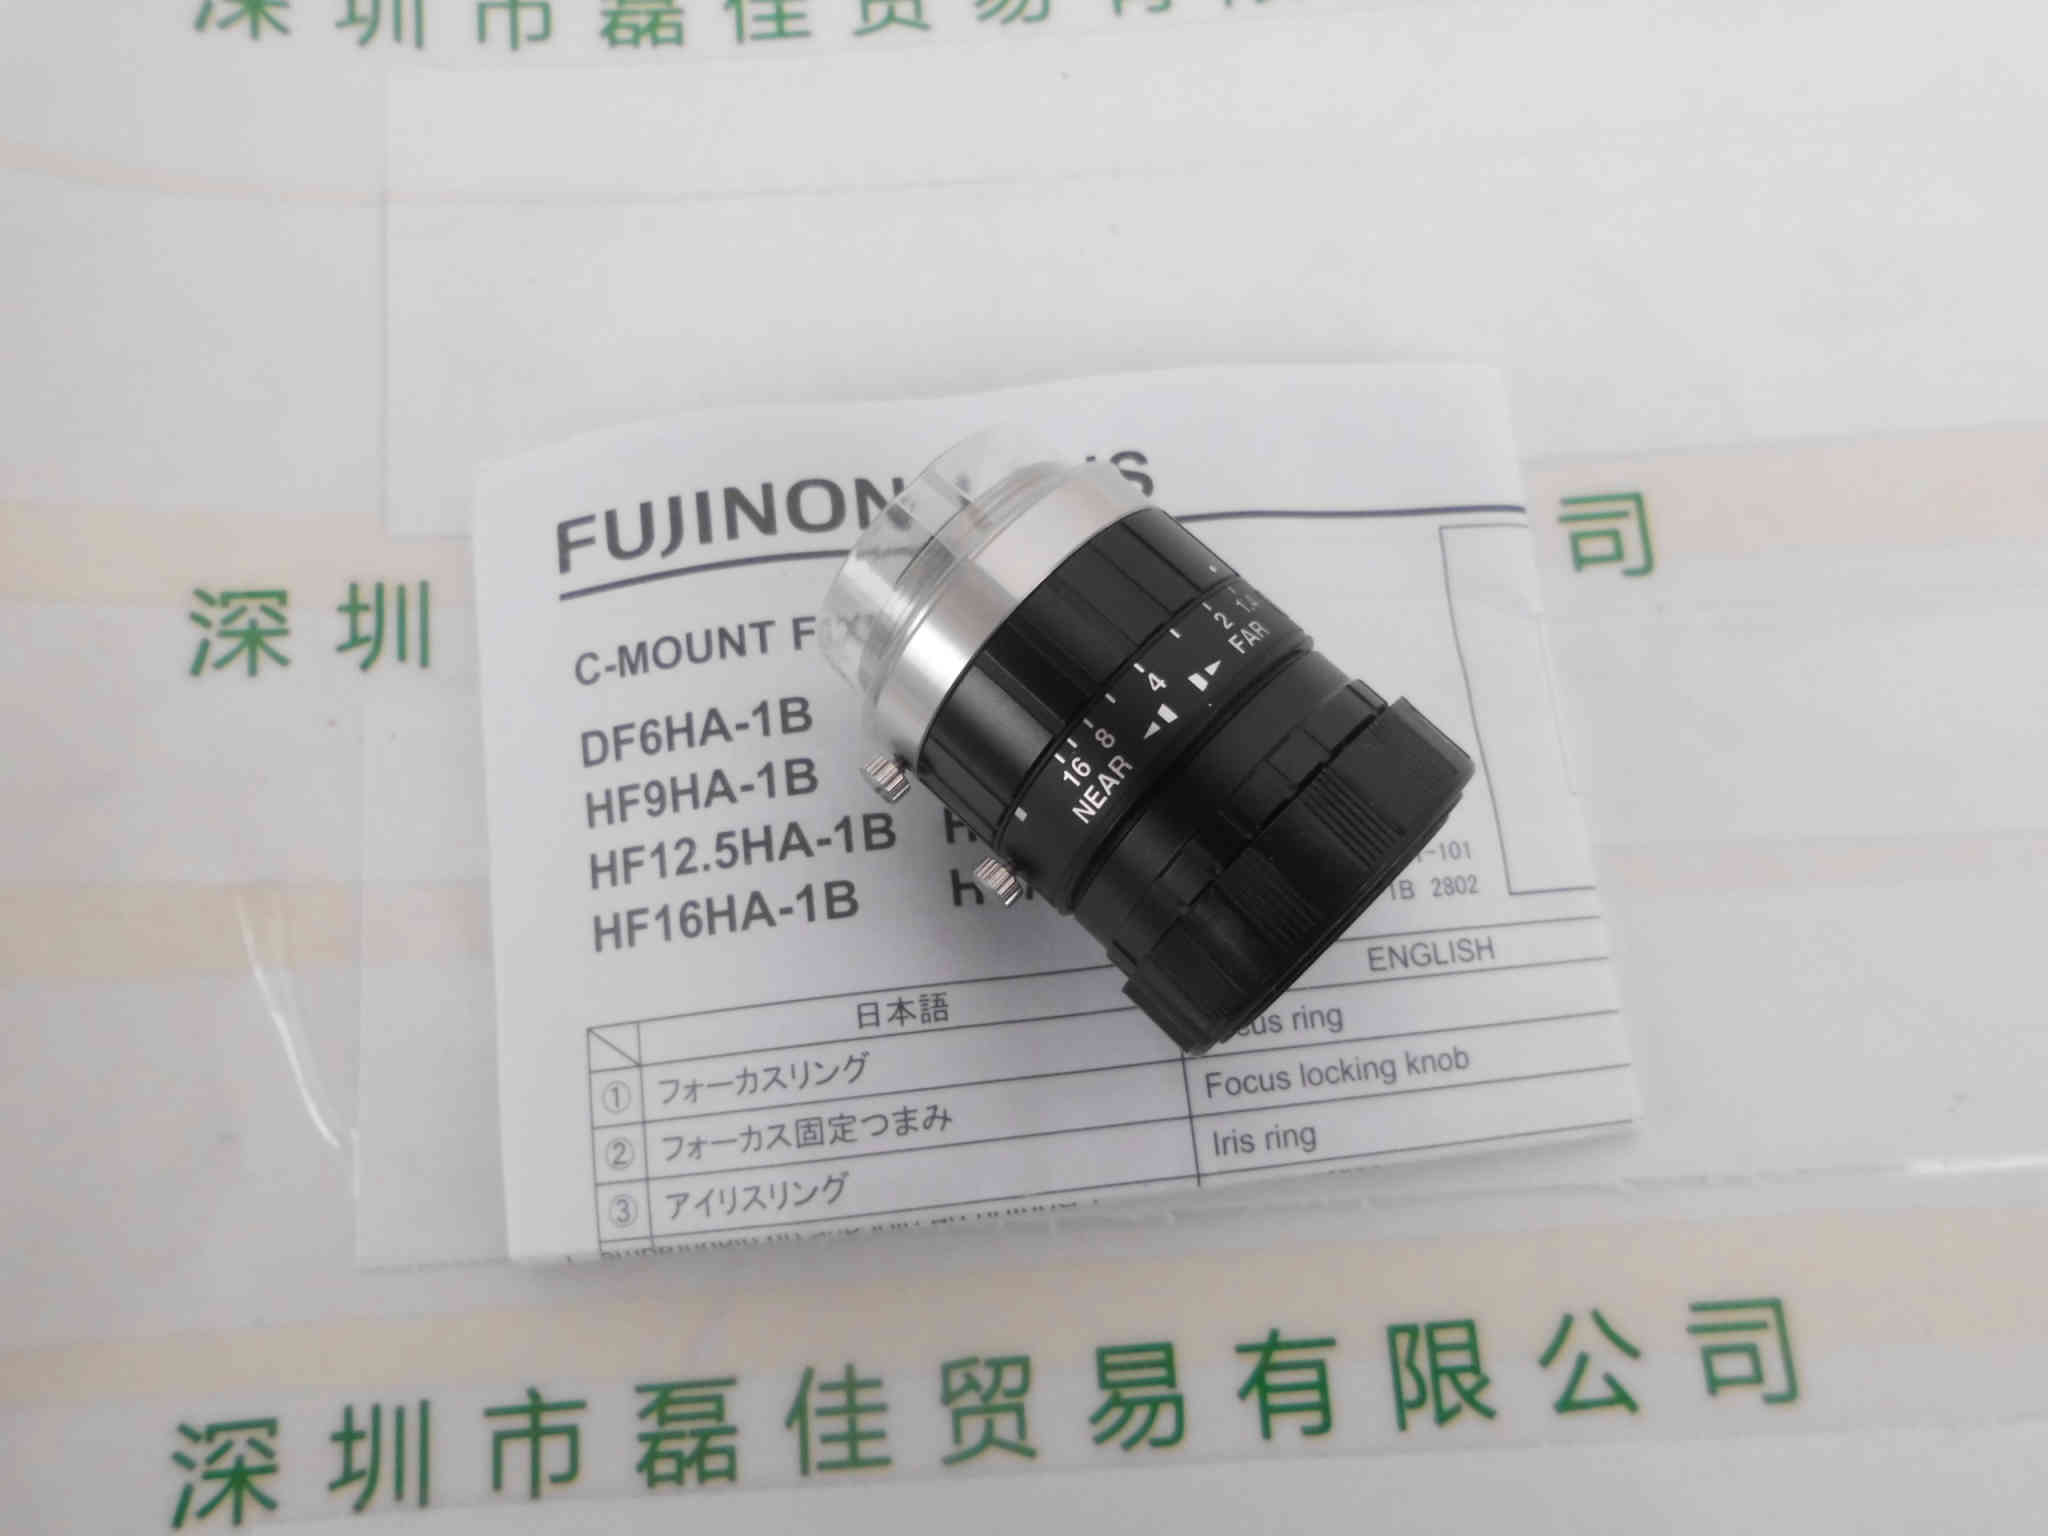 深圳市磊佳贸易有限
FUJINON
C-MOUNT
DF6HA-1B
HF9HA-1B
HF12.5HA-1B
HF16HA-1B
深圳
司
2
FAR
4
8
16
NEAR
-101
1B 2802
日本語
ENGLISH
① フォーカスリング
ring
② フォーカス固定つまみ
Focus locking knob
③ アイリスリング
Iris ring
深圳市磊佳贸易有限公司